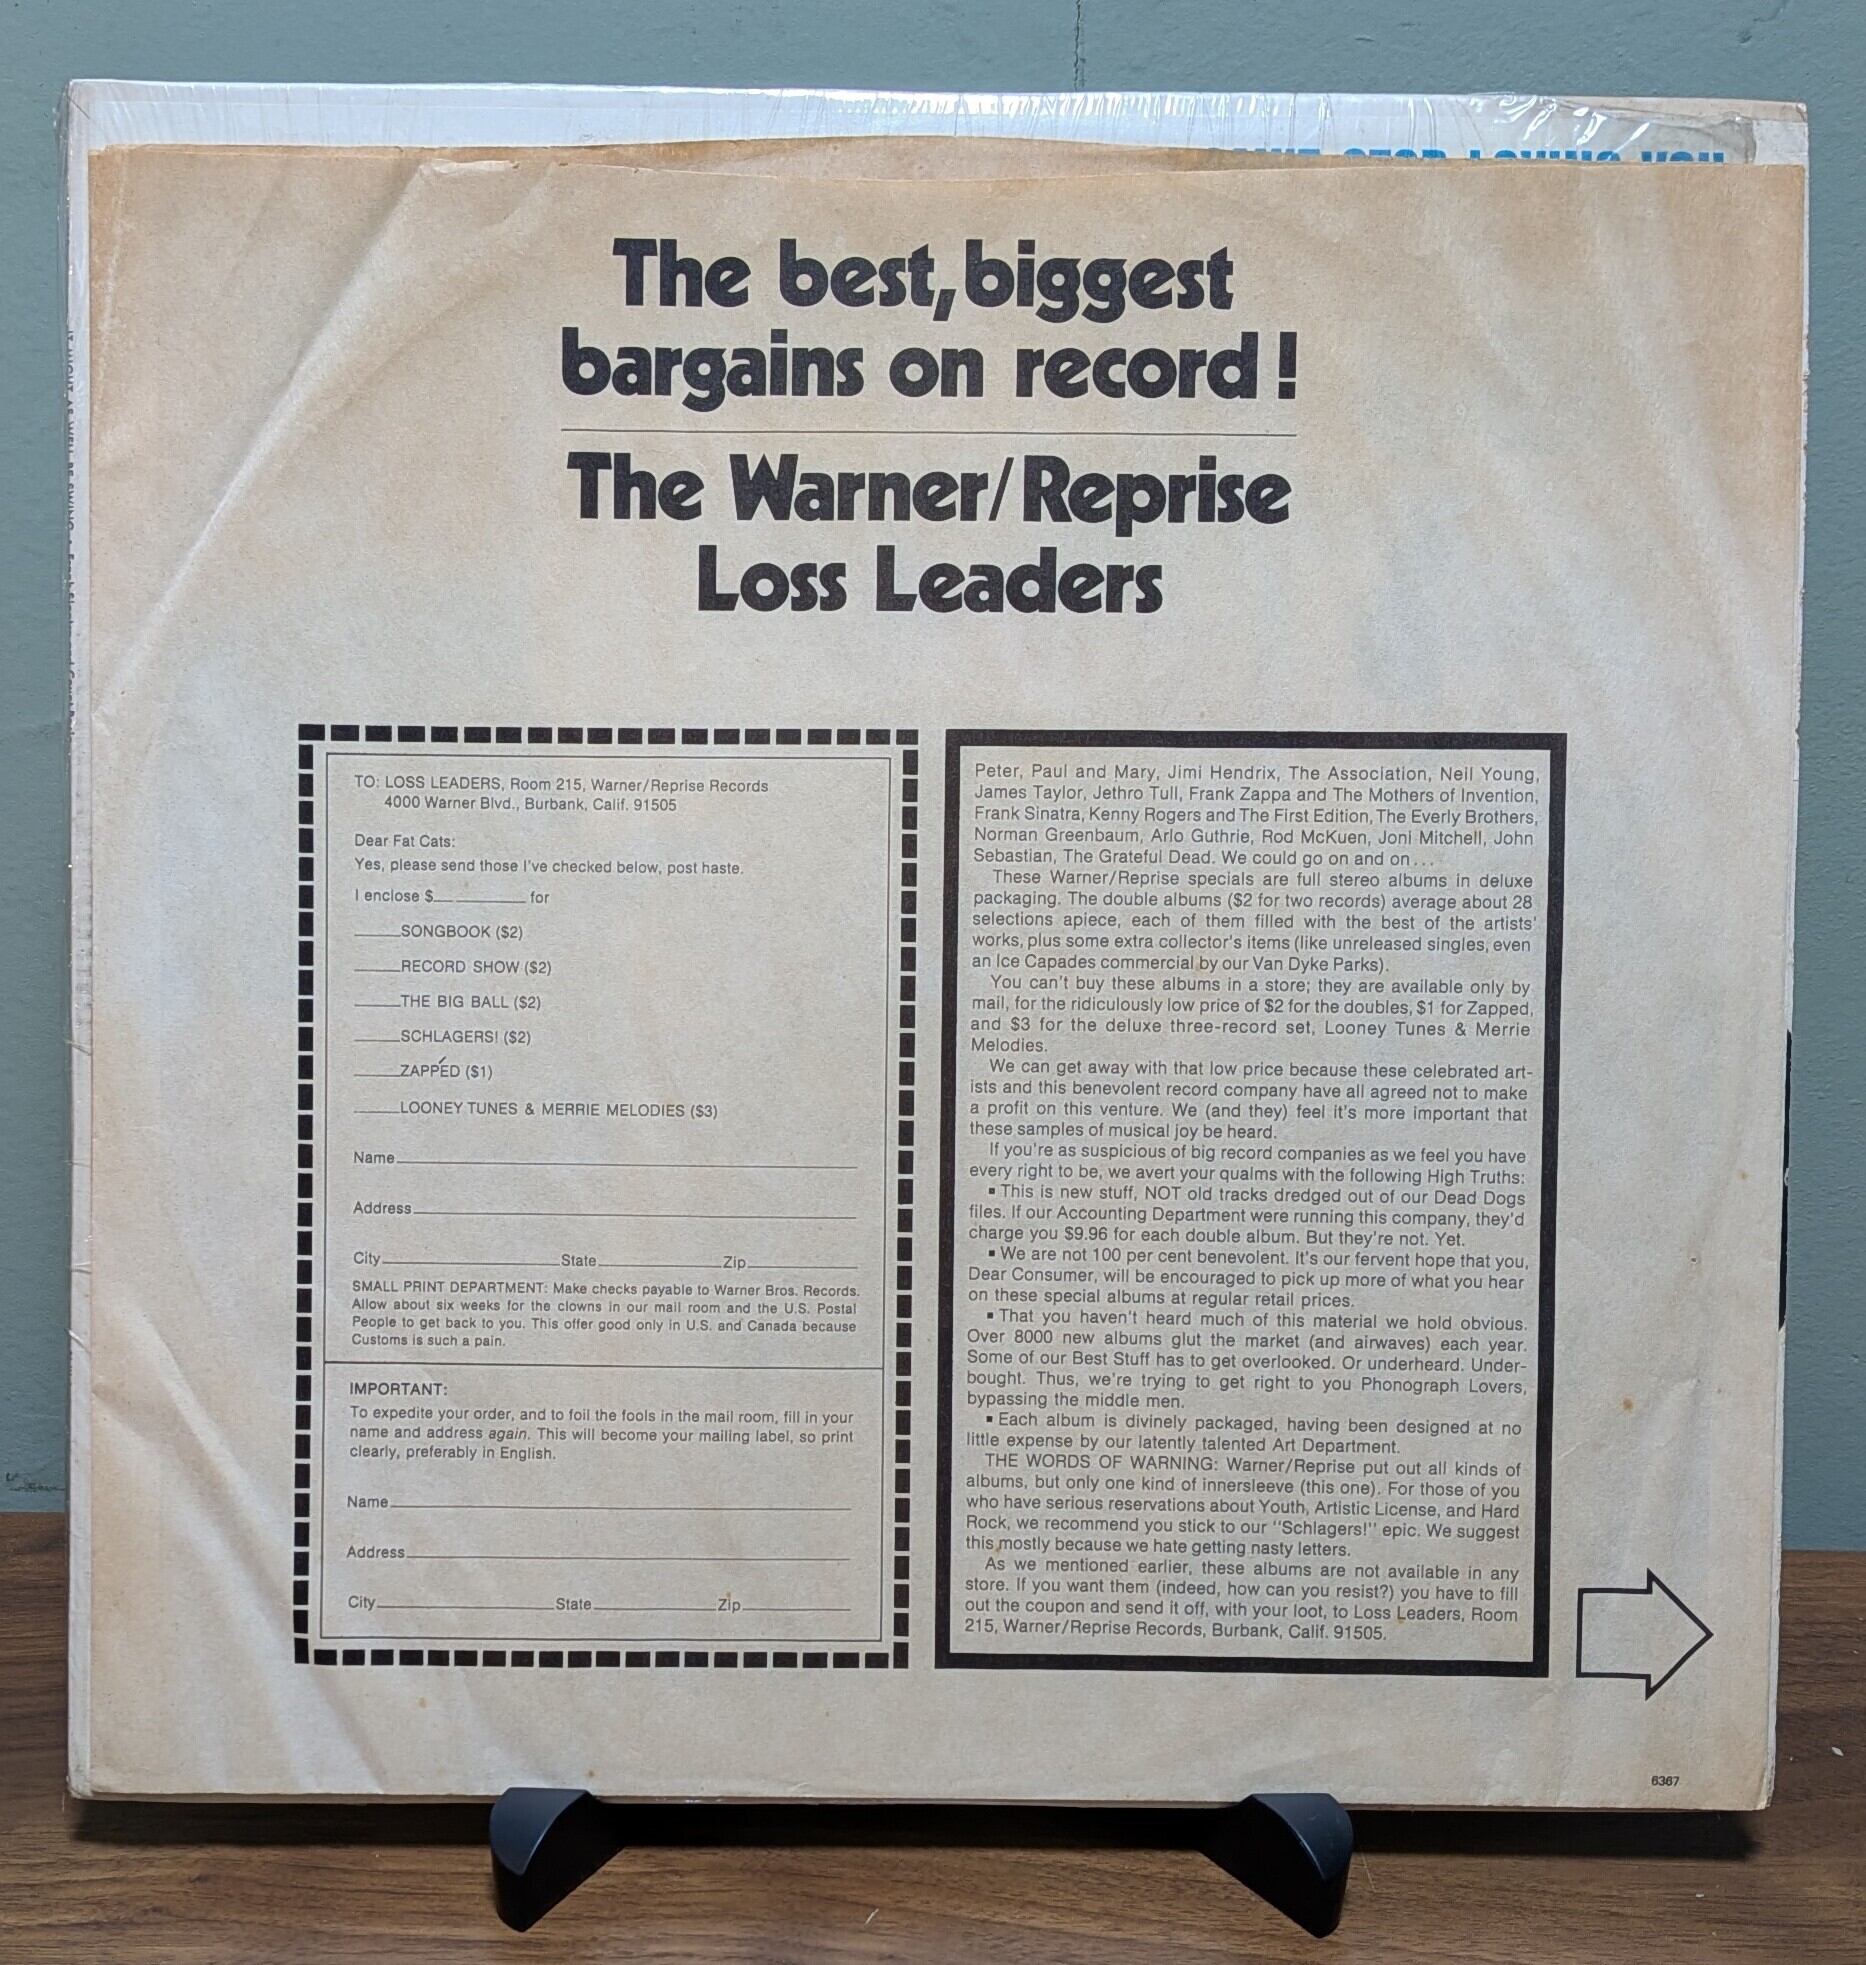 CAN'T STOP LOVING YOU
IT MIGHT AS WELL BE SWING
The best, biggest
bargains on record!
The Warner/Reprise
Loss Leaders
TO: LOSS LEADERS, Room 215, Warner/Reprise Records
4000 Warner Blvd., Burbank, Calif. 91505
Dear Fat Cats:
Yes, please send those I've checked below, post haste.
I enclose $__ ________ for
_____SONGBOOK ($2)
_____RECORD SHOW ($2)
_____THE BIG BALL ($2)
_____SCHLAGERS! ($2)
_____ZAPPED ($1)
_____LOONEY TUNES & MERRIE MELODIES ($3)
Name
Address
City State Zip
SMALL PRINT DEPARTMENT: Make checks payable to Warner Bros. Records.
Allow about six weeks for the clowns in our mail room and the U.S. Postal
People to get back to you. This offer good only in U.S. and Canada because
Customs is such a pain.
IMPORTANT:
To expedite your order, and to foil the fools in the mail room, fill in your
name and address again. This will become your mailing label, so print
clearly, preferably in English.
Name
Address
City State Zip
Peter, Paul and Mary, Jimi Hendrix, The Association, Neil Young,
James Taylor, Jethro Tull, Frank Zappa and The Mothers of Invention,
Frank Sinatra, Kenny Rogers and The First Edition, The Everly Brothers,
Norman Greenbaum, Arlo Guthrie, Rod McKuen, Joni Mitchell, John
Sebastian, The Grateful Dead. We could go on and on...
These Warner/Reprise specials are full stereo albums in deluxe
packaging. The double albums ($2 for two records) average about 28
selections apiece, each of them filled with the best of the artists'
works, plus some extra collector's items (like unreleased singles, even
an Ice Capades commercial by our Van Dyke Parks).
You can't buy these albums in a store; they are available only by
mail, for the ridiculously low price of $2 for the doubles, $1 for Zapped,
and $3 for the deluxe three-record set, Looney Tunes & Merrie
Melodies.
We can get away with that low price because these celebrated art-
ists and this benevolent record company have all agreed not to make
a profit on this venture. We (and they) feel it's more important that
these samples of musical joy be heard.
If you're as suspicious of big record companies as we feel you have
every right to be, we avert your qualms with the following High Truths:
▪ This is new stuff, NOT old tracks dredged out of our Dead Dogs
files. If our Accounting Department were running this company, they'd
charge you $9.96 for each double album. But they're not. Yet.
▪ We are not 100 per cent benevolent. It's our fervent hope that you,
Dear Consumer, will be encouraged to pick up more of what you hear
on these special albums at regular retail prices.
▪ That you haven't heard much of this material we hold obvious.
Over 8000 new albums glut the market (and airwaves) each year.
Some of our Best Stuff has to get overlooked. Or underheard. Under-
bought. Thus, we're trying to get right to you Phonograph Lovers,
bypassing the middle men.
▪ Each album is divinely packaged, having been designed at no
little expense by our latently talented Art Department.
THE WORDS OF WARNING: Warner/Reprise put out all kinds of
albums, but only one kind of innersleeve (this one). For those of you
who have serious reservations about Youth, Artistic License, and Hard
Rock, we recommend you stick to our "Schlagers!" epic. We suggest
this mostly because we hate getting nasty letters.
As we mentioned earlier, these albums are not available in any
store. If you want them (indeed, how can you resist?) you have to fill
out the coupon and send it off, with your loot, to Loss Leaders, Room
215, Warner/Reprise Records, Burbank, Calif. 91505.
6367